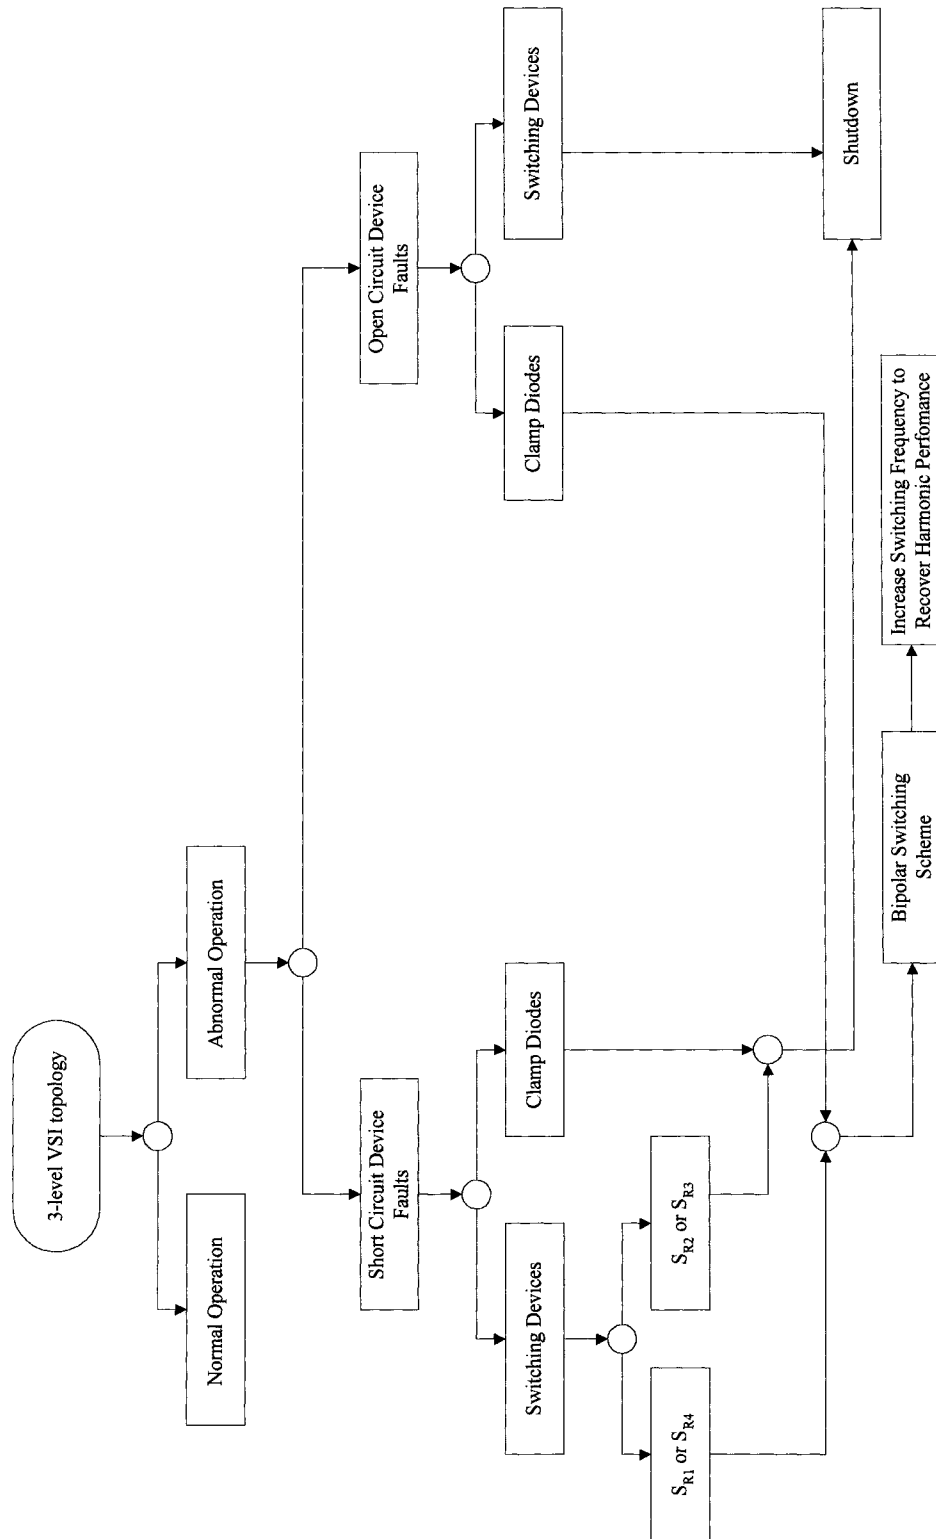 3-level VSI topology
Normal Operation
Abnormal Operation
Short Circuit Device
Faults
Open Circuit Device
Faults
Switching Devices
Clamp Diodes
Clamp Diodes
Switching Devices
S_R1 or S_R4
S_R2 or S_R3
Shutdown
Bipolar Switching
Scheme
Increase Switching Frequency to
Recover Harmonic Perfomance